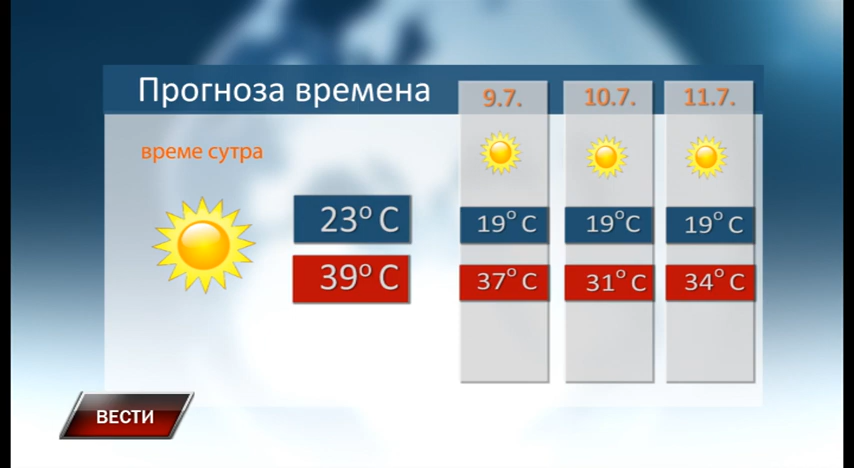 Прогноза времена
време сутра
23° C
39° C
9.7.
10.7.
11.7.
19° C
19°C
19° C
37° C
31° C
34° C
ВЕСТИ